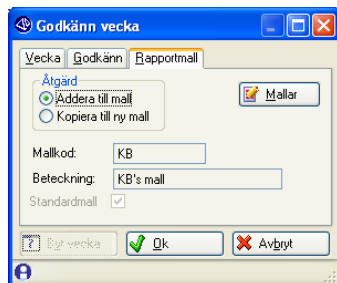 Godkänn vecka
Vecka Godkänn Rapportmall
Åtgärd
Addera till mall
Kopiera till ny mall
Mallar
Mallkod: KB
Beteckning: KB's mall
Standardmall
Byt vecka Ok Avbryt